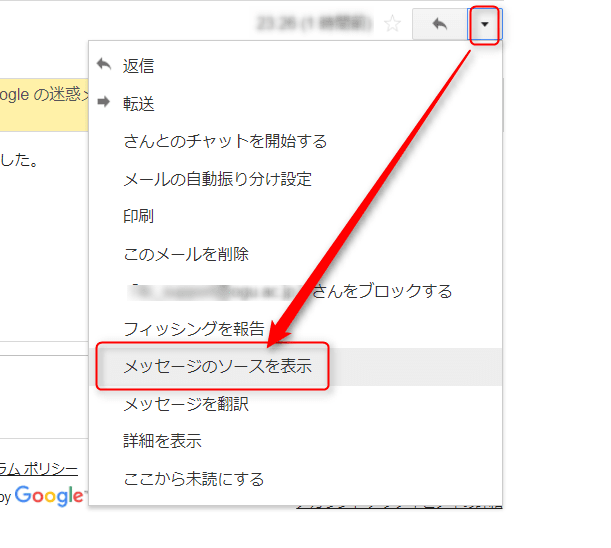 23:26 (1 時間前)
返信
ogle の迷惑メ
転送
した。
さんとのチャットを開始する
メールの自動振り分け設定
印刷
このメールを削除
さんをブロックする
フィッシングを報告
メッセージのソースを表示
メッセージを翻訳
詳細を表示
ラム ポリシー
ここから未読にする
by Google™